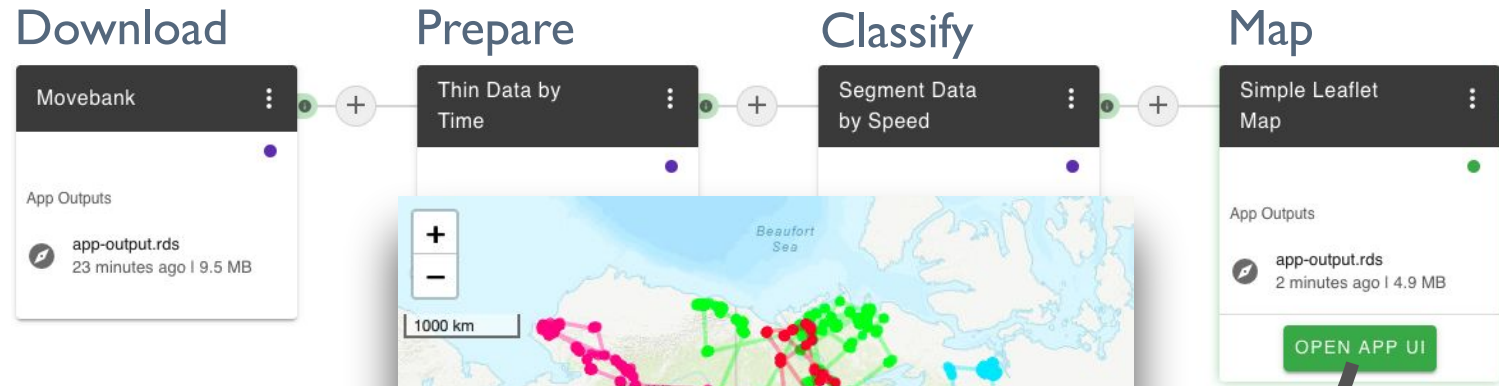 Download
Prepare
Classify
Map
Movebank
Thin Data by
Time
Segment Data
by Speed
Simple Leaflet
Map
App Outputs
app-output.rds
23 minutes ago | 9.5 MB
+
−
1000 km
Beaufort
Sea
App Outputs
app-output.rds
2 minutes ago | 4.9 MB
OPEN APP UI